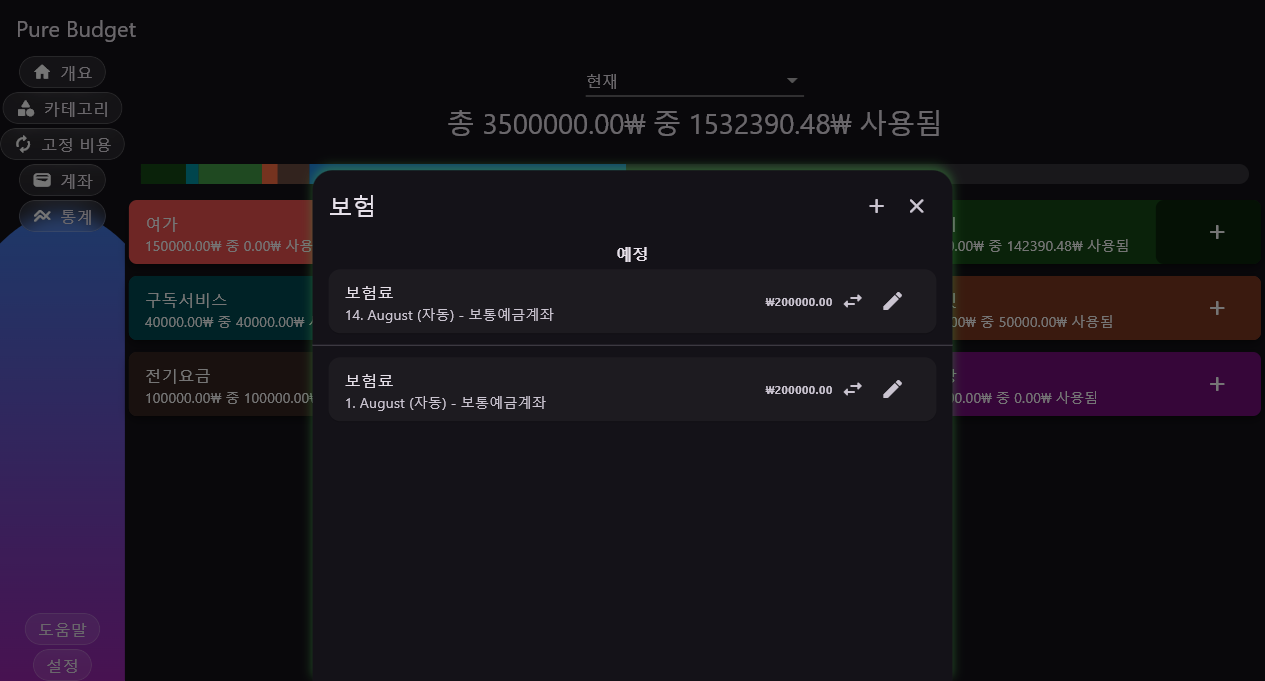 Pure Budget
개요
카테고리
고정 비용
계좌
통계
도움말
설정
현재
총 3500000.00₩ 중 1532390.48₩ 사용됨
여가
150000.00₩ 중 0.00₩ 사용
구독서비스
40000.00₩ 중 40000.00₩
전기요금
100000.00₩ 중 100000.00₩
보험
예정
보험료
₩200000.00
14. August (자동) - 보통예금계좌
보험료
₩200000.00
1. August (자동) - 보통예금계좌
.00₩ 중 142390.48₩ 사용됨
00₩ 중 50000.00₩ 사용됨
00.00₩ 중 0.00₩ 사용됨